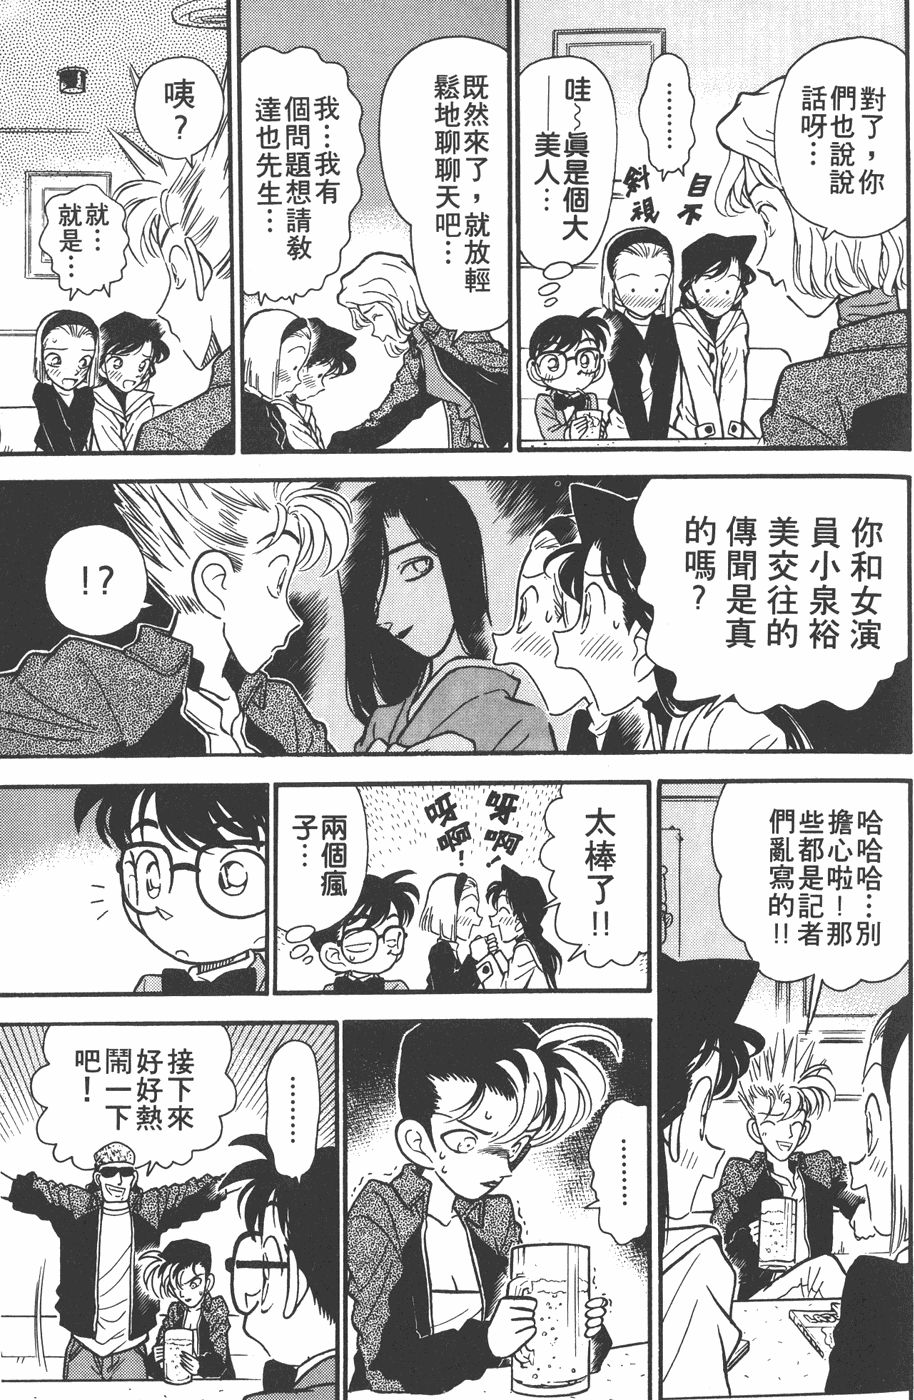 對了，你
們也說說
話呀…
………
目不
斜視
哇～眞是個大
——美人…
既然來了，就放輕
鬆地聊聊天吧…
我…我有
個問題想請教
達也先生…
咦？
就…
就是…
你和女演
員小泉裕
美交往的
傳聞是真
的嗎？
！？
哈哈哈…別
擔心啦！那
些都是記者
們亂寫的!!
太棒了!!
呀啊！
呀啊！
兩個瘋
子…
……
………
接下來
好好熱
鬧一下
吧！